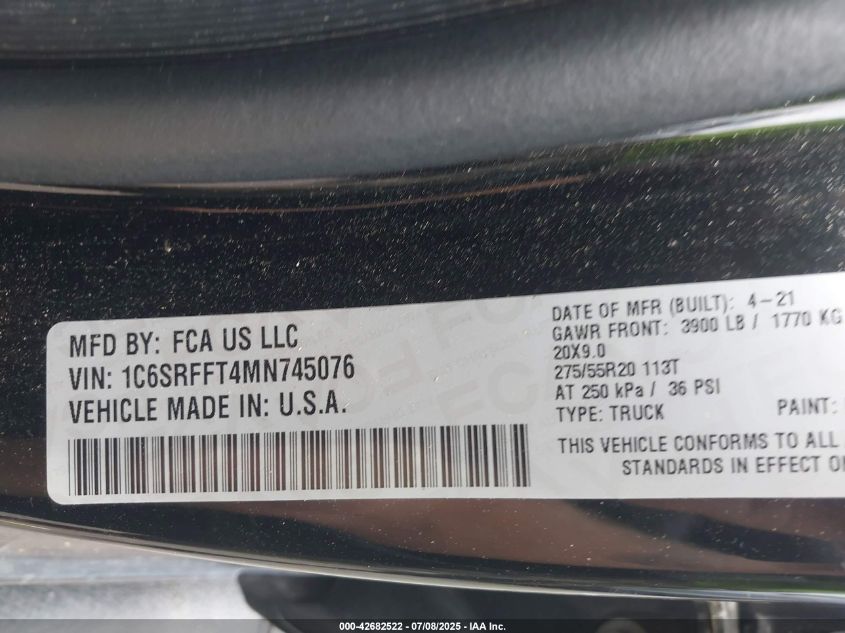 MFD BY: FCA US LLC
VIN: 1C6SRFFT4MN745076
VEHICLE MADE IN: U.S.A.
DATE OF MFR (BUILT): 4-21
GAWR FRONT: 3900 LB / 1770 KG
20X9.0
275/55R20 113T
AT 250 kPa / 36 PSI
TYPE: TRUCK PAINT:
THIS VEHICLE CONFORMS TO ALL
STANDARDS IN EFFECT
000-42682522 - 07/08/2025 - IAA Inc.